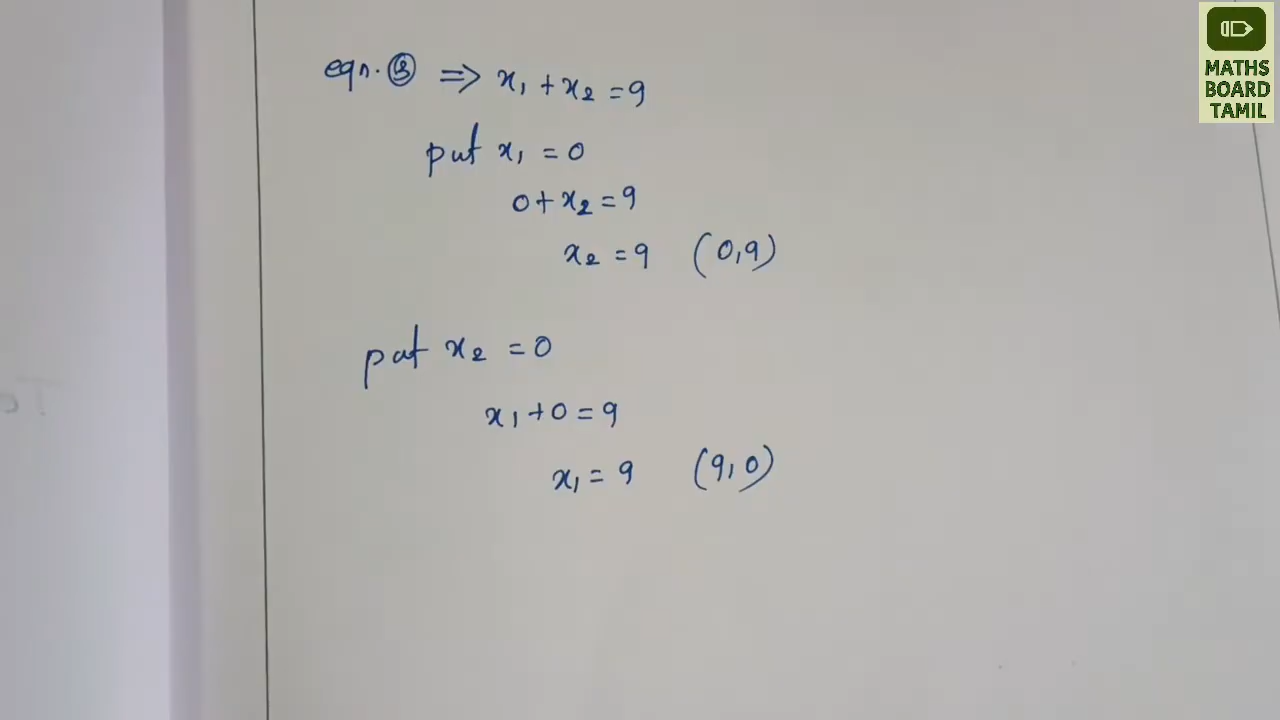 eqn. ③ ⇒ x₁ + x₂ = 9
put x₁ = 0
0 + x₂ = 9
x₂ = 9 (0,9)
put x₂ = 0
x₁ + 0 = 9
x₁ = 9 (9,0)
MATHS
BOARD
TAMIL